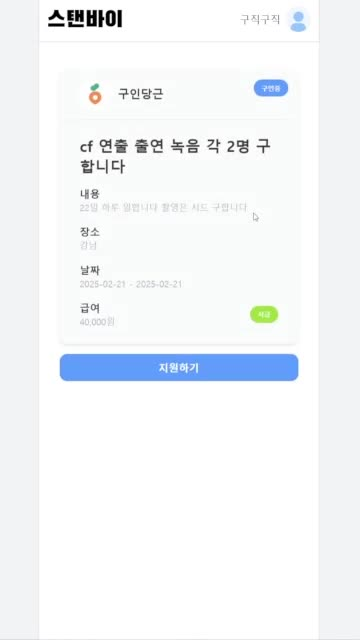 스탠바이
구직구직
구인당근
구인중
cf 연출 출연 녹음 각 2명 구
합니다
내용
22일 하루 일합니다 촬영은 서드 구합니다
장소
강남
날짜
2025-02-21 - 2025-02-21
급여
40,000원
시급
지원하기